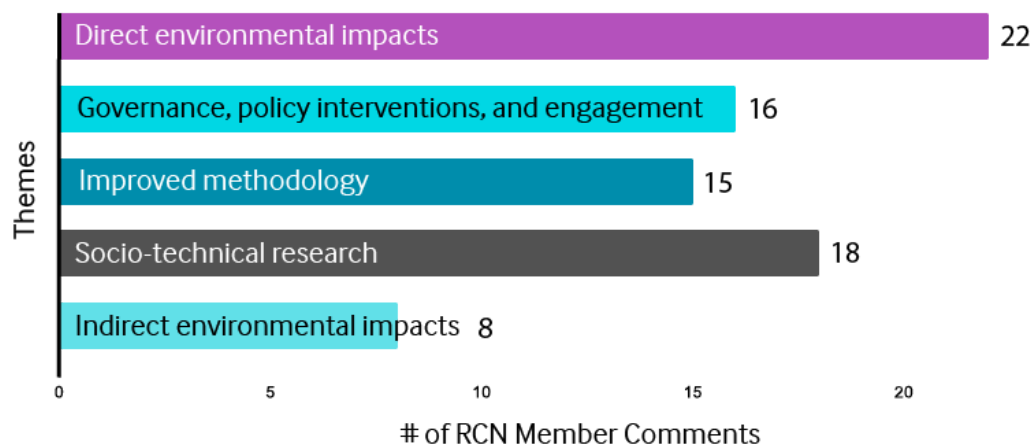 Direct environmental impacts 22
Governance, policy interventions, and engagement 16
Improved methodology 15
Socio-technical research 18
Indirect environmental impacts 8
Themes
0 5 10 15 20
# of RCN Member Comments